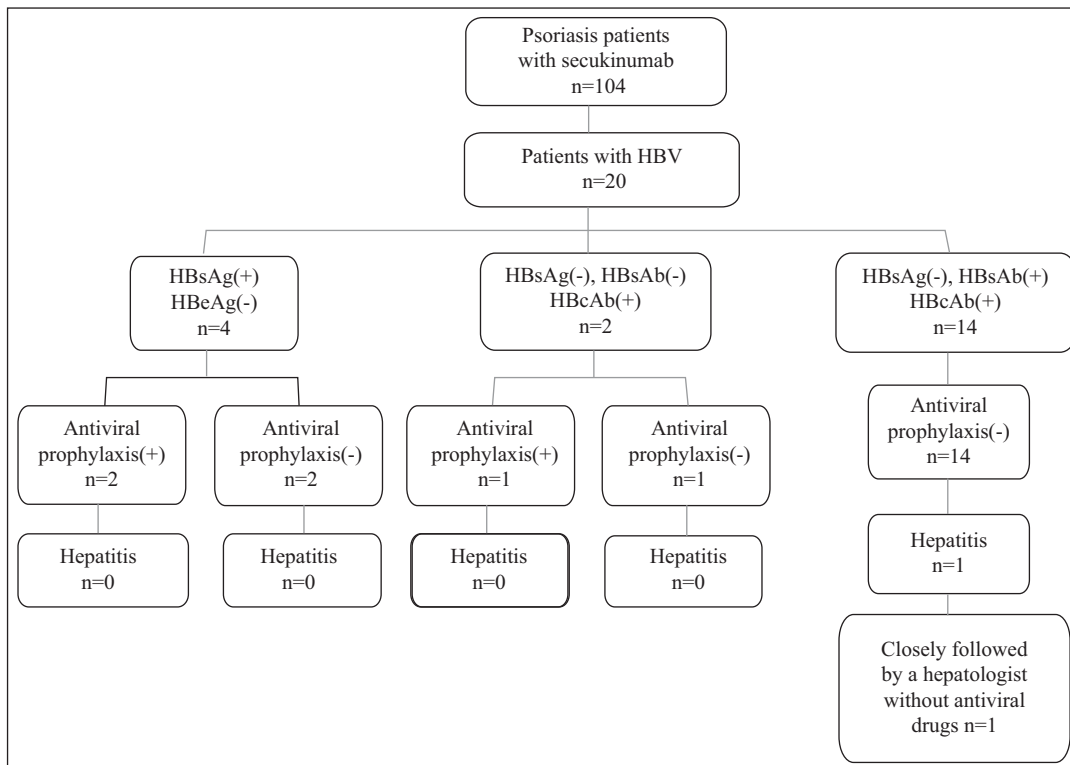 Psoriasis patients
with secukinumab
n=104
Patients with HBV
n=20
HBsAg(+)
HBeAg(-)
n=4
HBsAg(-), HBsAb(-)
HBcAb(+)
n=2
HBsAg(-), HBsAb(+)
HBcAb(+)
n=14
Antiviral
prophylaxis(+)
n=2
Antiviral
prophylaxis(-)
n=2
Antiviral
prophylaxis(+)
n=1
Antiviral
prophylaxis(-)
n=1
Antiviral
prophylaxis(-)
n=14
Hepatitis
n=0
Hepatitis
n=0
Hepatitis
n=0
Hepatitis
n=0
Hepatitis
n=1
Closely followed
by a hepatologist
without antiviral
drugs n=1